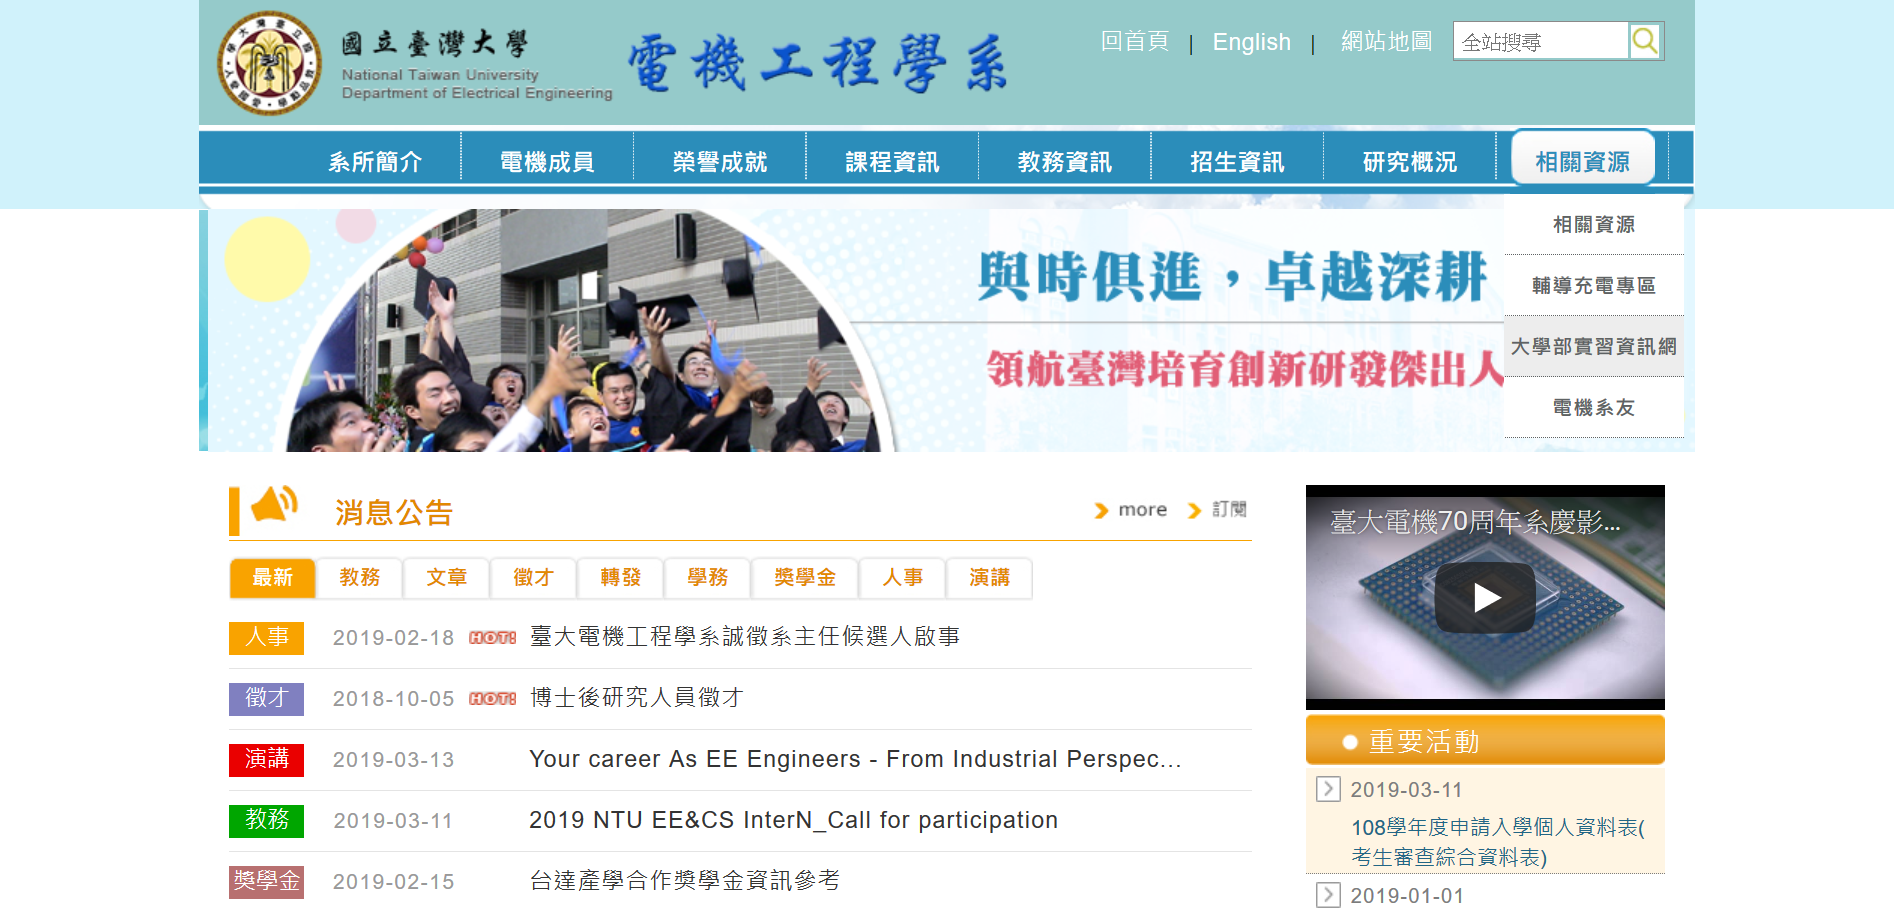 國立臺灣大學
National Taiwan University
Department of Electrical Engineering
電機工程學系
回首頁 | English | 網站地圖
全站搜尋
系所簡介 電機成員 榮譽成就 課程資訊 教務資訊 招生資訊 研究概況 相關資源
相關資源
輔導充電專區
大學部實習資訊網
電機系友
與時俱進，卓越深耕
領航臺灣培育創新研發傑出人
消息公告
more 訂閱
最新 教務 文章 徵才 轉發 學務 獎學金 人事 演講
人事 2019-02-18 HOT! 臺大電機工程學系誠徵系主任候選人啟事
徵才 2018-10-05 HOT! 博士後研究人員徵才
演講 2019-03-13 Your career As EE Engineers - From Industrial Perspec...
教務 2019-03-11 2019 NTU EE&CS InterN_Call for participation
獎學金 2019-02-15 台達產學合作獎學金資訊參考
臺大電機70周年系慶影...
重要活動
2019-03-11
108學年度申請入學個人資料表(
考生審查綜合資料表)
2019-01-01